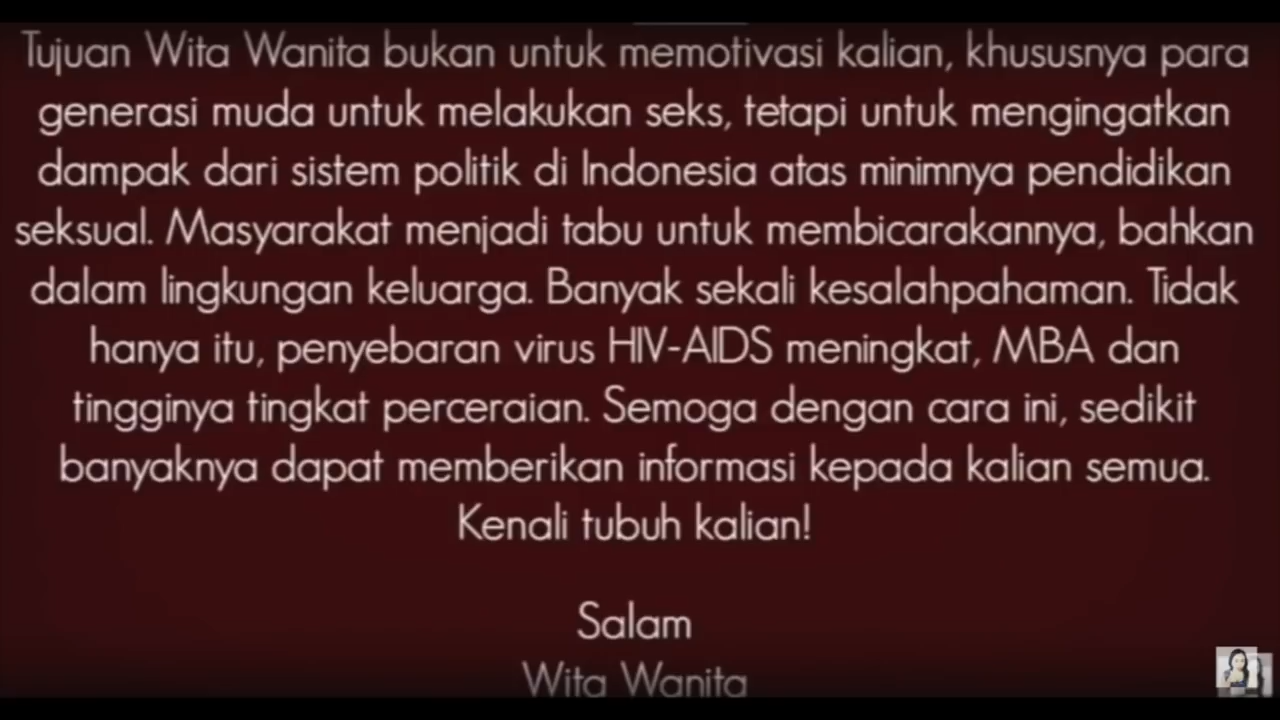 Tujuan Wita Wanita bukan untuk memotivasi kalian, khususnya para
generasi muda untuk melakukan seks, tetapi untuk mengingatkan
dampak dari sistem politik di Indonesia atas minimnya pendidikan
seksual. Masyarakat menjadi tabu untuk membicarakannya, bahkan
dalam lingkungan keluarga. Banyak sekali kesalahpahaman. Tidak
hanya itu, penyebaran virus HIV-AIDS meningkat, MBA dan
tingginya tingkat perceraian. Semoga dengan cara ini, sedikit
banyaknya dapat memberikan informasi kepada kalian semua.
Kenali tubuh kalian!
Salam
Wita Wanita